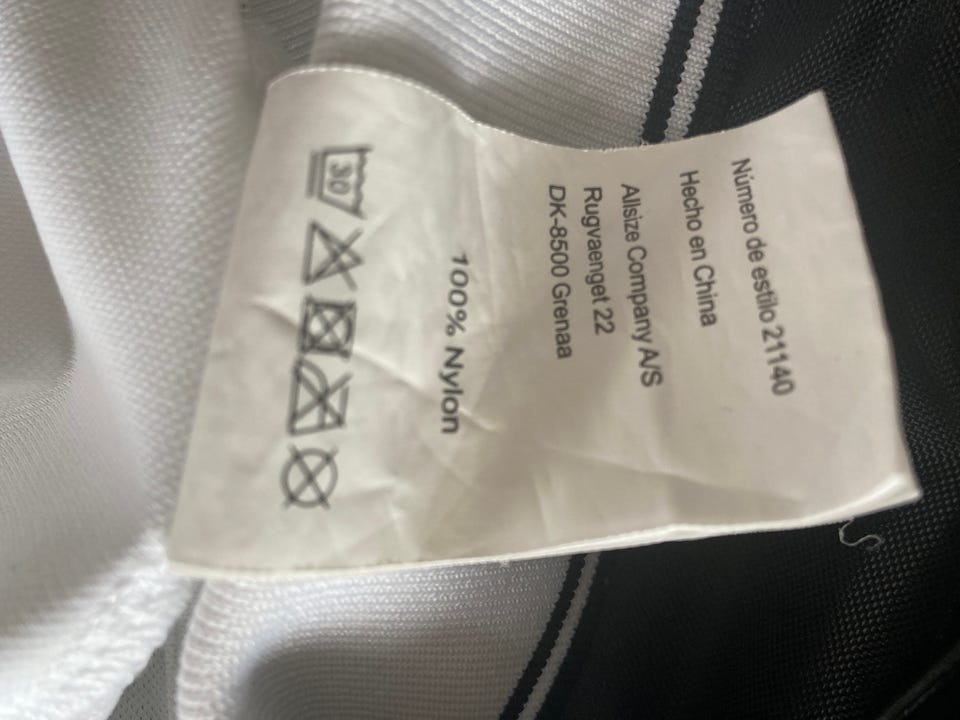 Número de estilo 21140
Hecho en China
Allsize Company A/S
Rugvaenget 22
DK-8500 Grenaa
100% Nylon
30